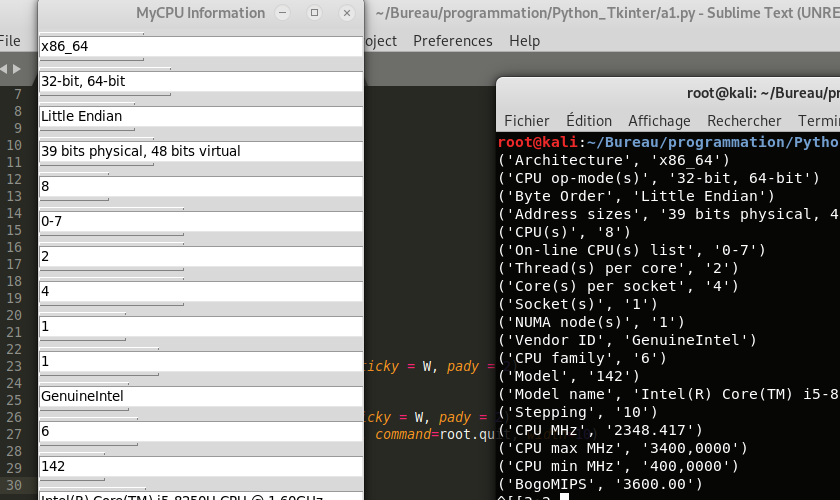 MyCPU Information
~/Bureau/programmation/Python_Tkinter/a1.py - Sublime Text (UNRE
File
oject Preferences Help
x86_64
32-bit, 64-bit
Little Endian
39 bits physical, 48 bits virtual
8
0-7
2
4
1
1
GenuineIntel
6
142
Intel(R) Core(TM) i5-8250U CPU @ 1.60GHz
7
8
9
10
11
12
13
14
15
16
17
18
19
20
21
22
23
24
25
26
27
28
29
30
icky = W, pady =
icky = W, pady =
command=root.qu
root@kali: ~/Bureau/pr
Fichier Édition Affichage Rechercher Termin
root@kali:~/Bureau/programmation/Pytho
('Architecture', 'x86_64')
('CPU op-mode(s)', '32-bit, 64-bit')
('Byte Order', 'Little Endian')
('Address sizes', '39 bits physical, 4
('CPU(s)', '8')
('On-line CPU(s) list', '0-7')
('Thread(s) per core', '2')
('Core(s) per socket', '4')
('Socket(s)', '1')
('NUMA node(s)', '1')
('Vendor ID', 'GenuineIntel')
('CPU family', '6')
('Model', '142')
('Model name', 'Intel(R) Core(TM) i5-8
('Stepping', '10')
('CPU MHz', '2348.417')
('CPU max MHz', '3400,0000')
('CPU min MHz', '400,0000')
('BogoMIPS', '3600.00')